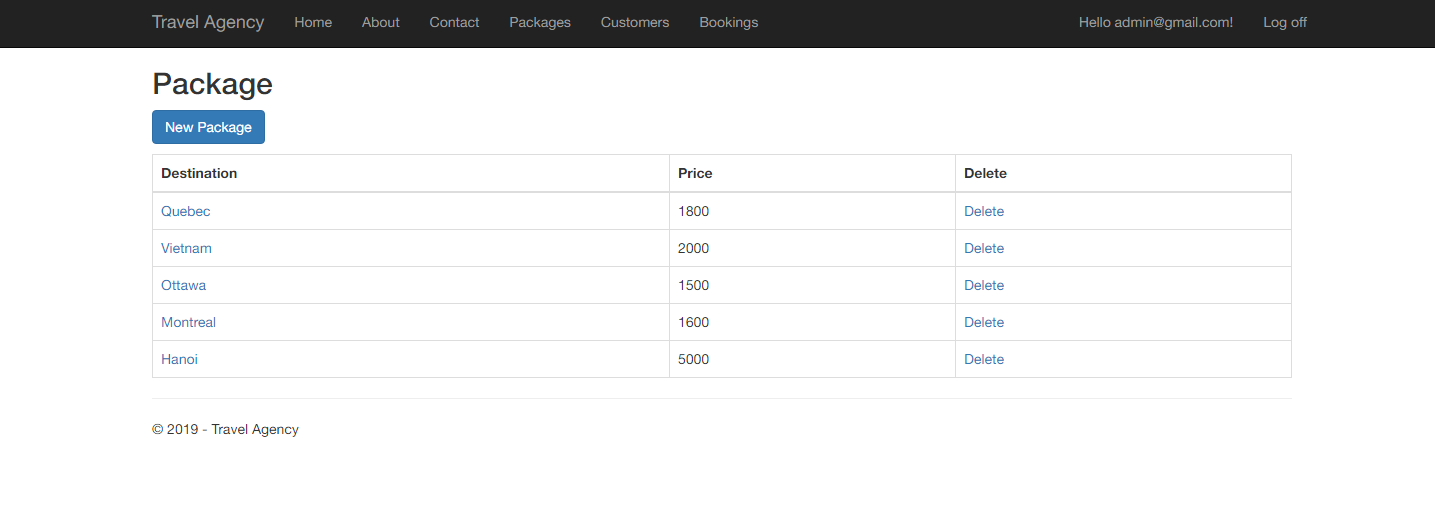 Travel Agency Home About Contact Packages Customers Bookings Hello admin@gmail.com! Log off
Package
New Package
Destination Price Delete
Quebec 1800 Delete
Vietnam 2000 Delete
Ottawa 1500 Delete
Montreal 1600 Delete
Hanoi 5000 Delete
© 2019 - Travel Agency